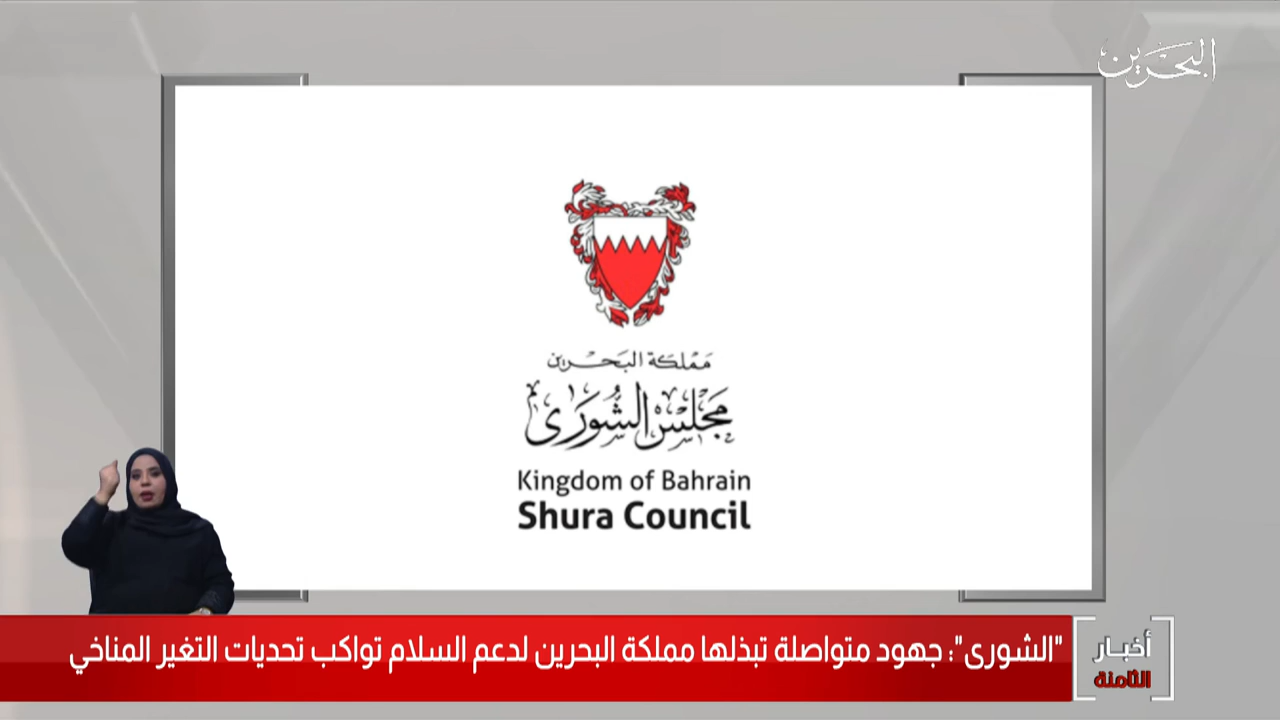 البحرين
مملكة البحرين
مجلس الشورى
Kingdom of Bahrain
Shura Council
"الشورى": جهود متواصلة تبذلها مملكة البحرين لدعم السلام تواكب تحديات التغير المناخي
أخبار
الثامنة